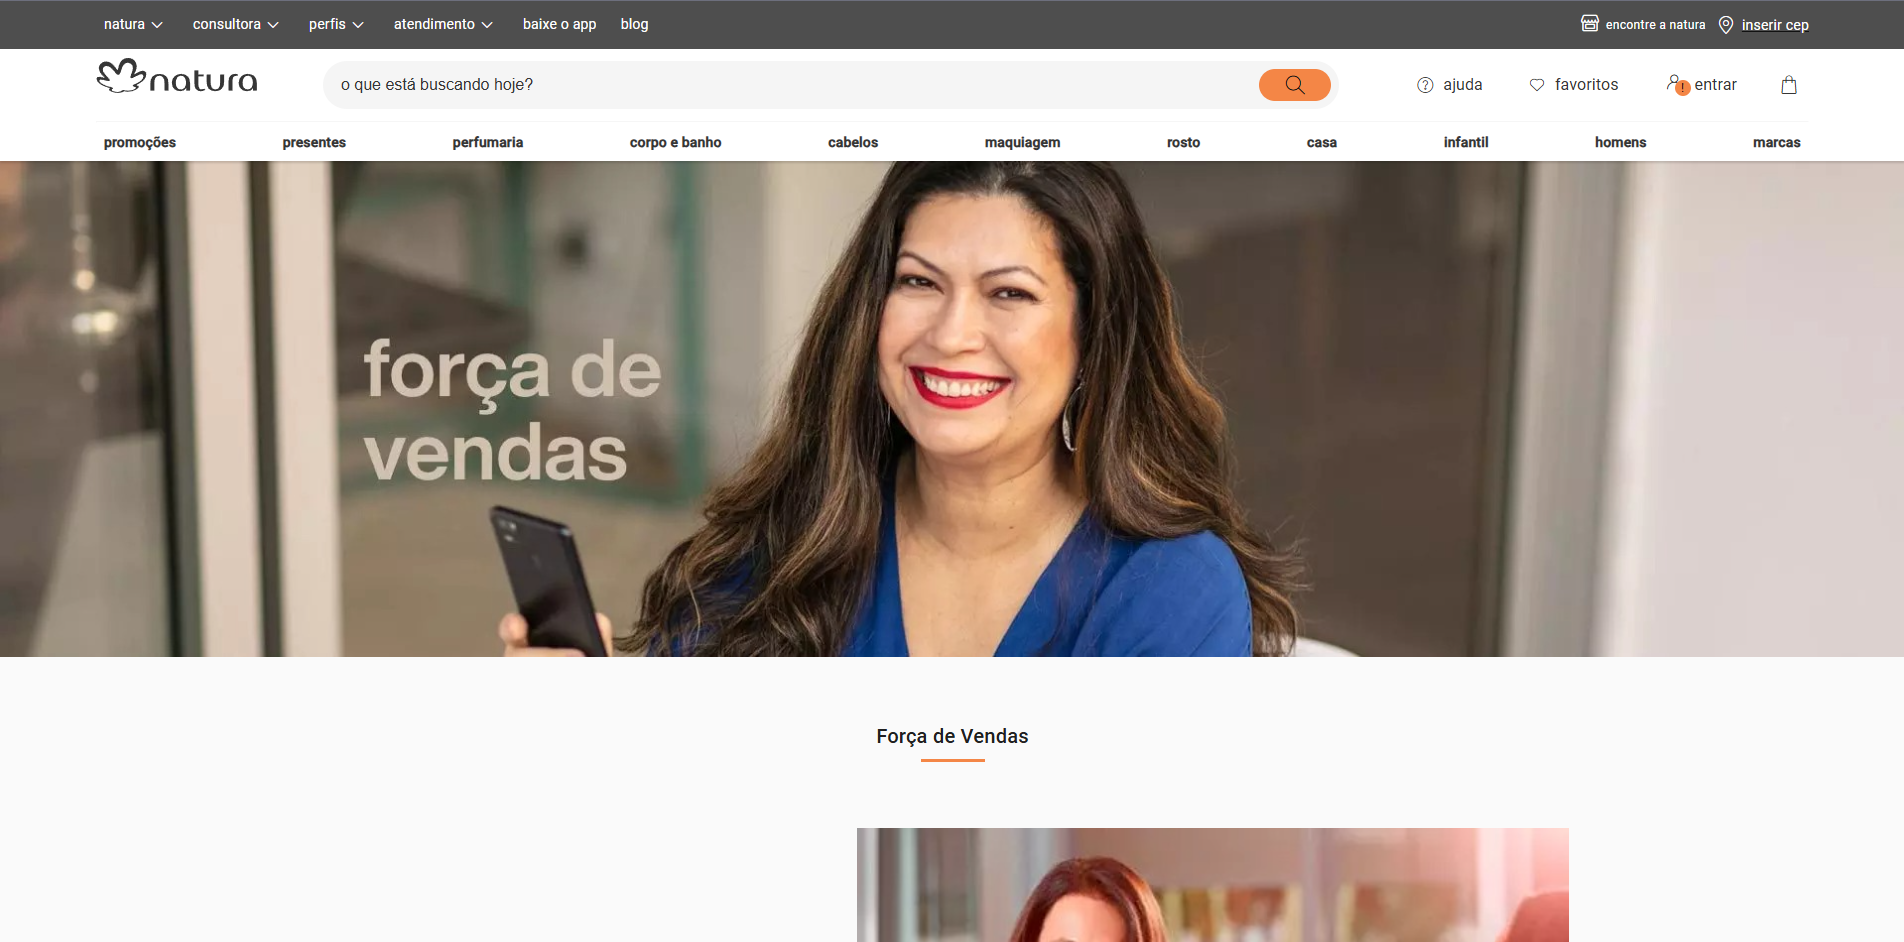 natura
consultora
perfis
atendimento
baixe o app
blog
encontre a natura
inserir cep
natura
o que está buscando hoje?
ajuda
favoritos
!
entrar
promoções
presentes
perfumaria
corpo e banho
cabelos
maquiagem
rosto
casa
infantil
homens
marcas
força de
vendas
Força de Vendas